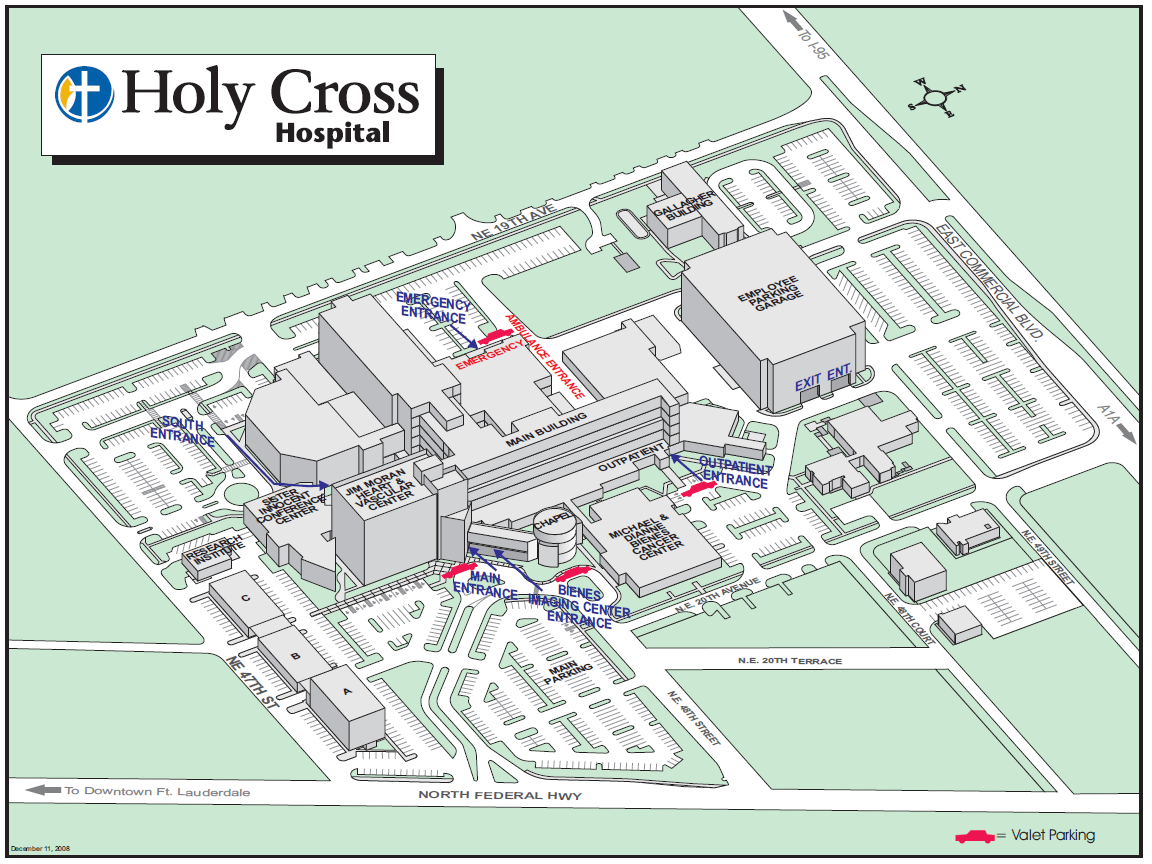 Holy Cross
Hospital
To I-95
W
N
S
E
NE 19TH AVE
GALLAGHER
BUILDING
EAST COMMERCIAL BLVD.
EMPLOYEE
PARKING
GARAGE
EXIT ENT.
A1A
EMERGENCY
ENTRANCE
AMBULANCE ENTRANCE
EMERGENCY
MAIN BUILDING
OUTPATIENT
OUTPATIENT
ENTRANCE
SOUTH
ENTRANCE
JIM MORAN
HEART &
VASCULAR
CENTER
SISTER
INNOCENT
CONFERENCE
CENTER
CHAPEL
MICHAEL &
DIANNE
BIENES
CANCER
CENTER
RESEARCH
INSTITUTE
MAIN
ENTRANCE
BIENES
IMAGING CENTER
ENTRANCE
N.E. 20TH AVENUE
N.E. 49TH STREET
N.E. 48TH COURT
C
B
A
NE 47TH ST
MAIN
PARKING
N.E. 20TH TERRACE
N.E. 48TH STREET
To Downtown Ft. Lauderdale
NORTH FEDERAL HWY
= Valet Parking
December 11, 2008